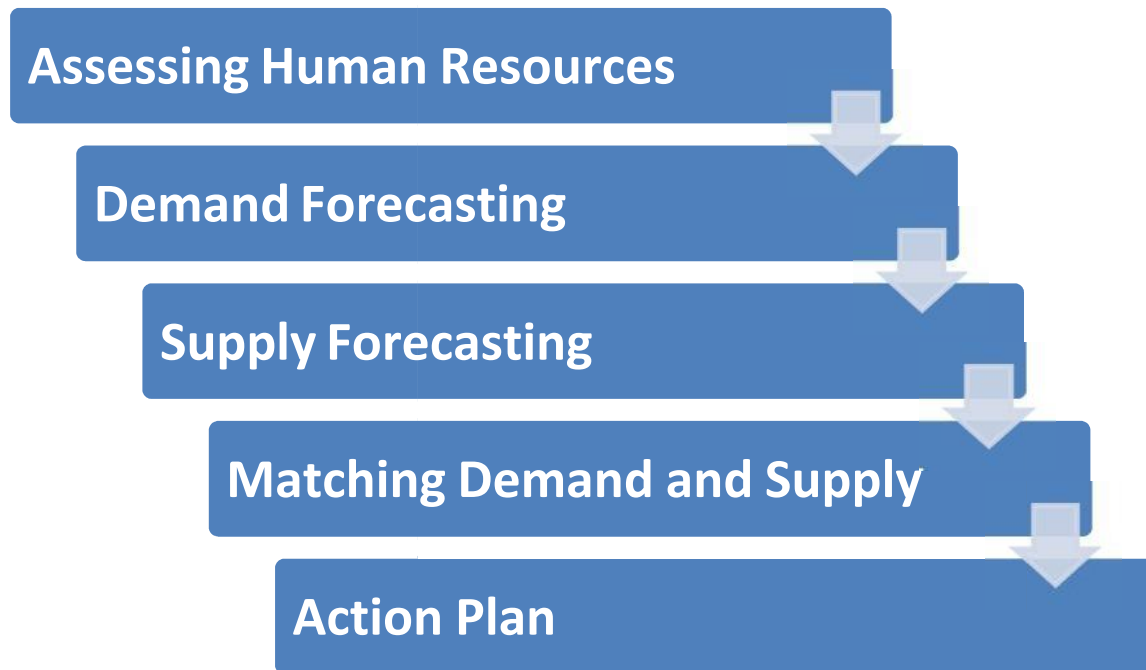 Assessing Human Resources
Demand Forecasting
Supply Forecasting
Matching Demand and Supply
Action Plan